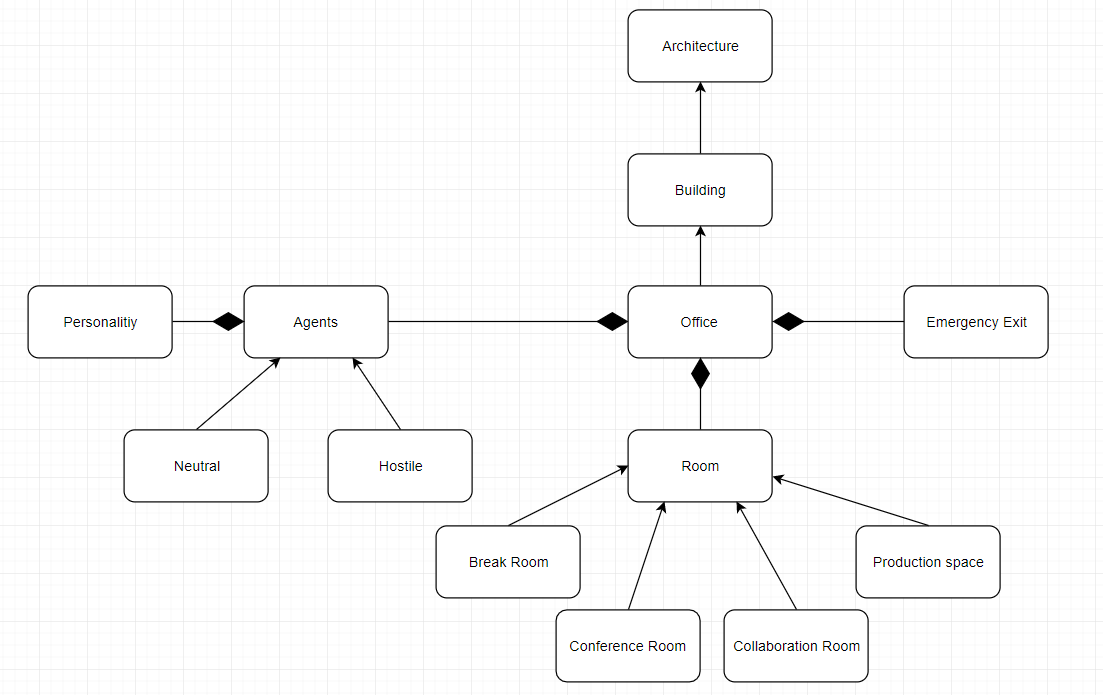 Architecture
Building
Personalitiy
Agents
Office
Emergency Exit
Neutral
Hostile
Room
Break Room
Production space
Conference Room
Collaboration Room